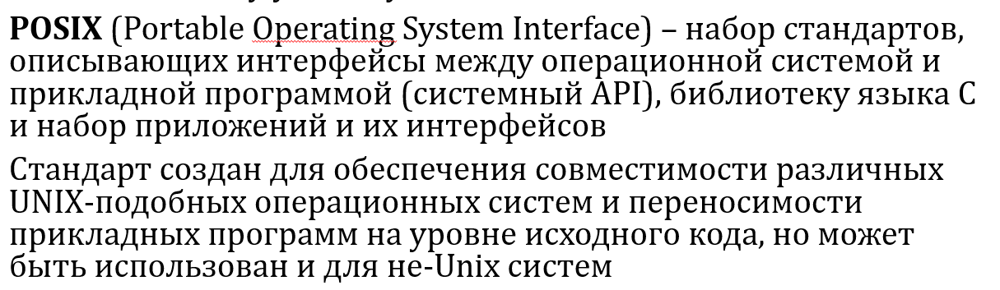 POSIX (Portable Operating System Interface) – набор стандартов,
описывающих интерфейсы между операционной системой и
прикладной программой (системный API), библиотеку языка C
и набор приложений и их интерфейсов
Стандарт создан для обеспечения совместимости различных
UNIX-подобных операционных систем и переносимости
прикладных программ на уровне исходного кода, но может
быть использован и для не-Unix систем